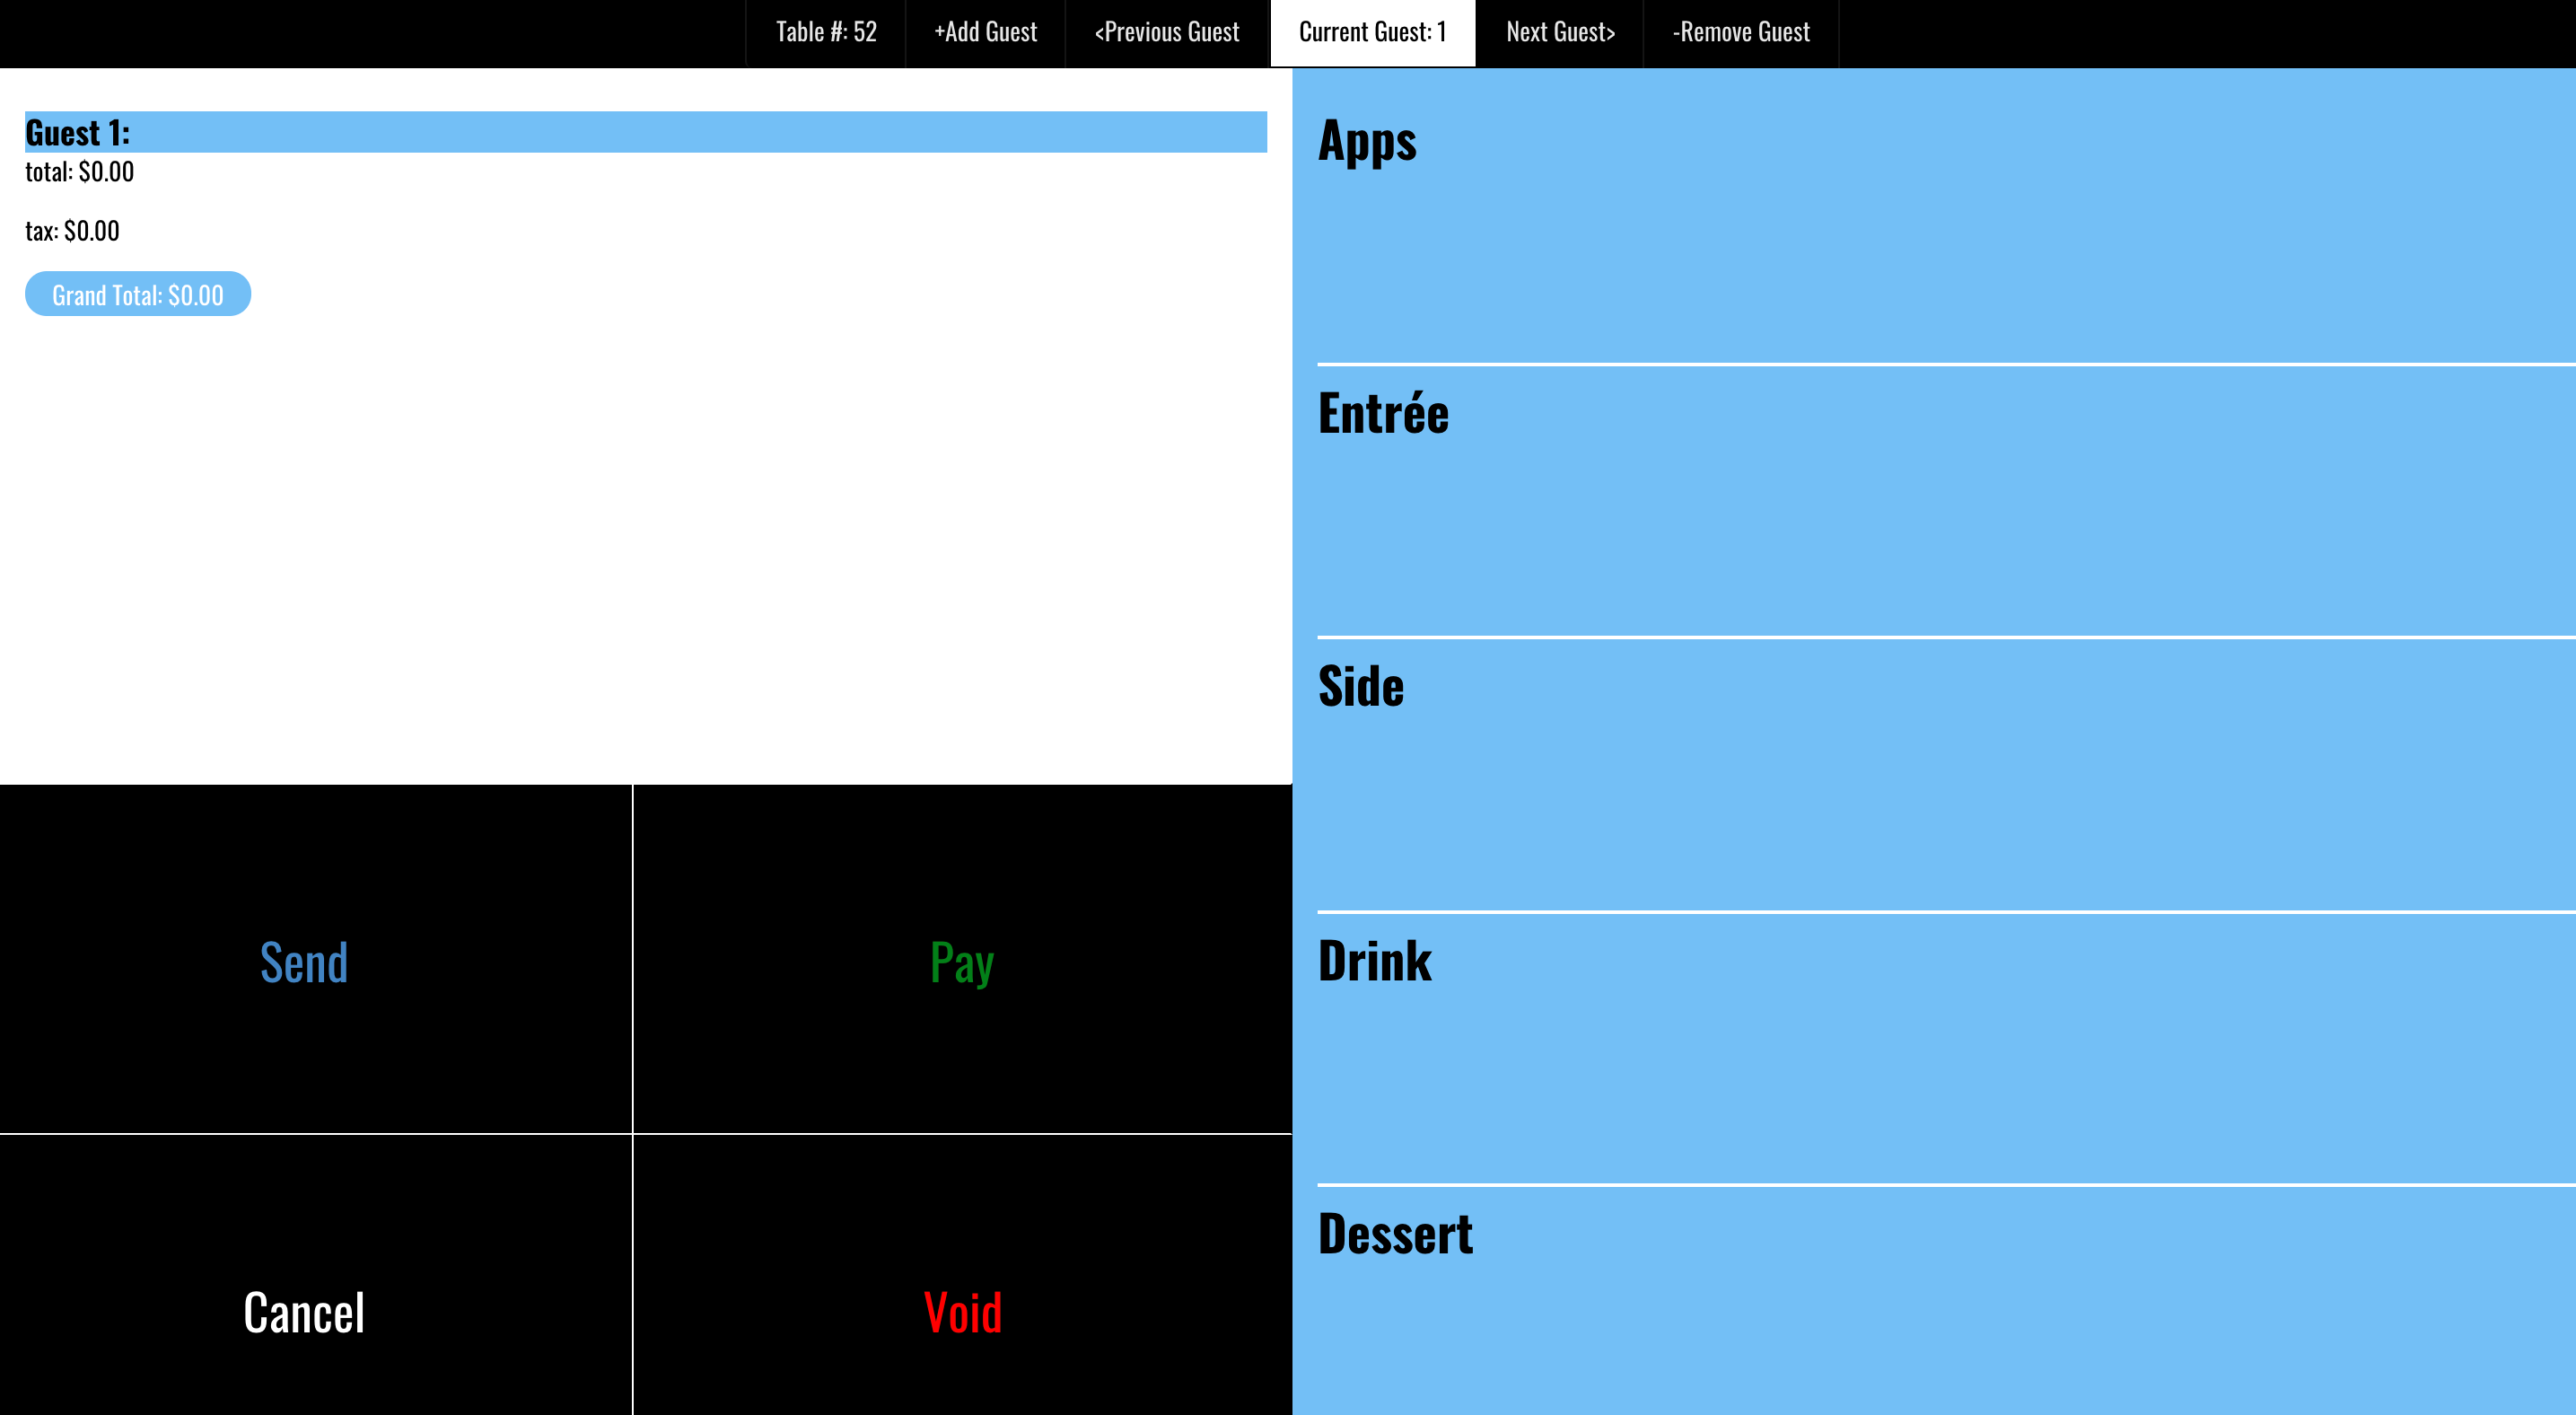 Table #: 52 +Add Guest <Previous Guest Current Guest: 1 Next Guest> -Remove Guest
Guest 1:
total: $0.00
tax: $0.00
Grand Total: $0.00
Send
Pay
Cancel
Void
Apps
Entrée
Side
Drink
Dessert